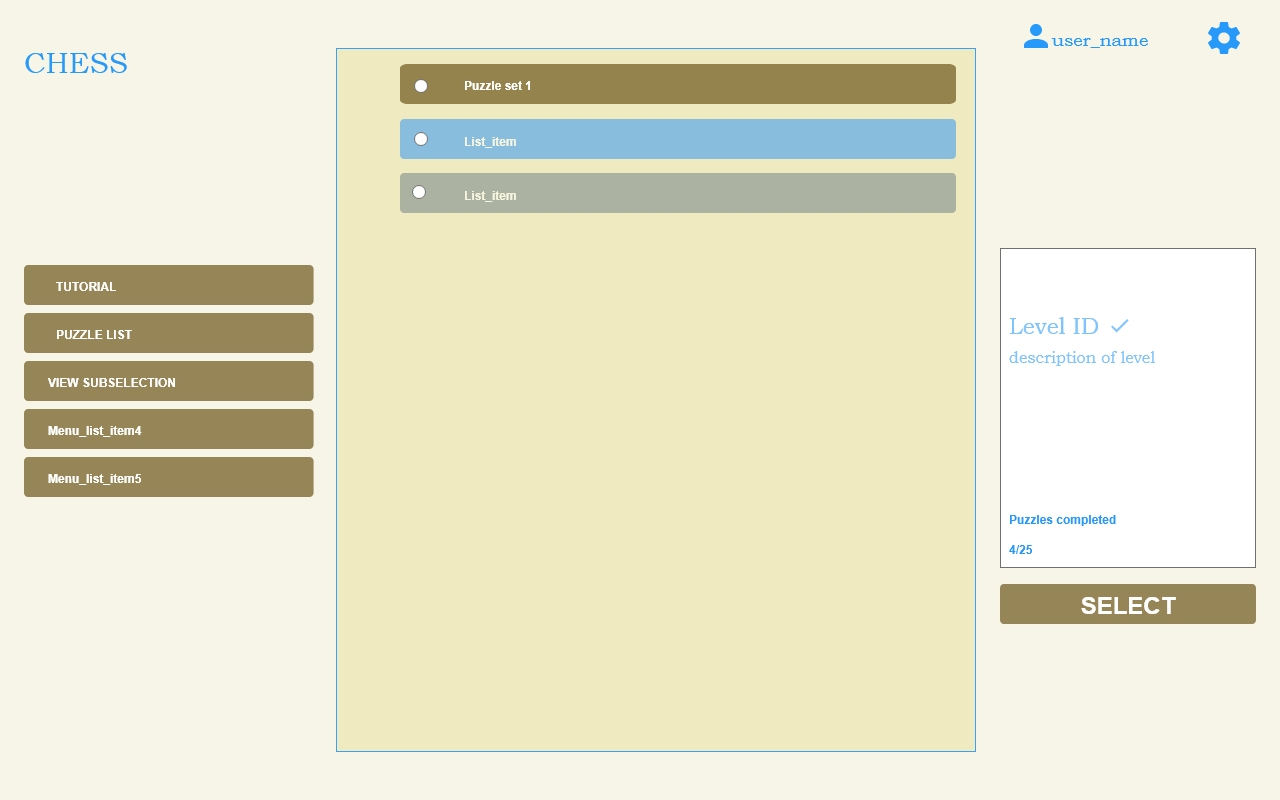 CHESS
user_name
Puzzle set 1
List_item
List_item
TUTORIAL
PUZZLE LIST
VIEW SUBSELECTION
Menu_list_item4
Menu_list_item5
Level ID
description of level
Puzzles completed
4/25
SELECT